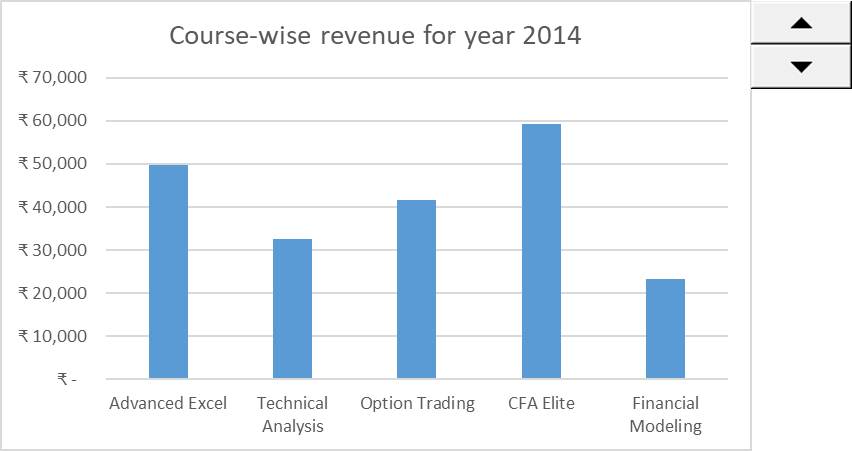 Course-wise revenue for year 2014
₹ 70,000
₹ 60,000
₹ 50,000
₹ 40,000
₹ 30,000
₹ 20,000
₹ 10,000
₹ -
Advanced Excel
Technical
Analysis
Option Trading
CFA Elite
Financial
Modeling